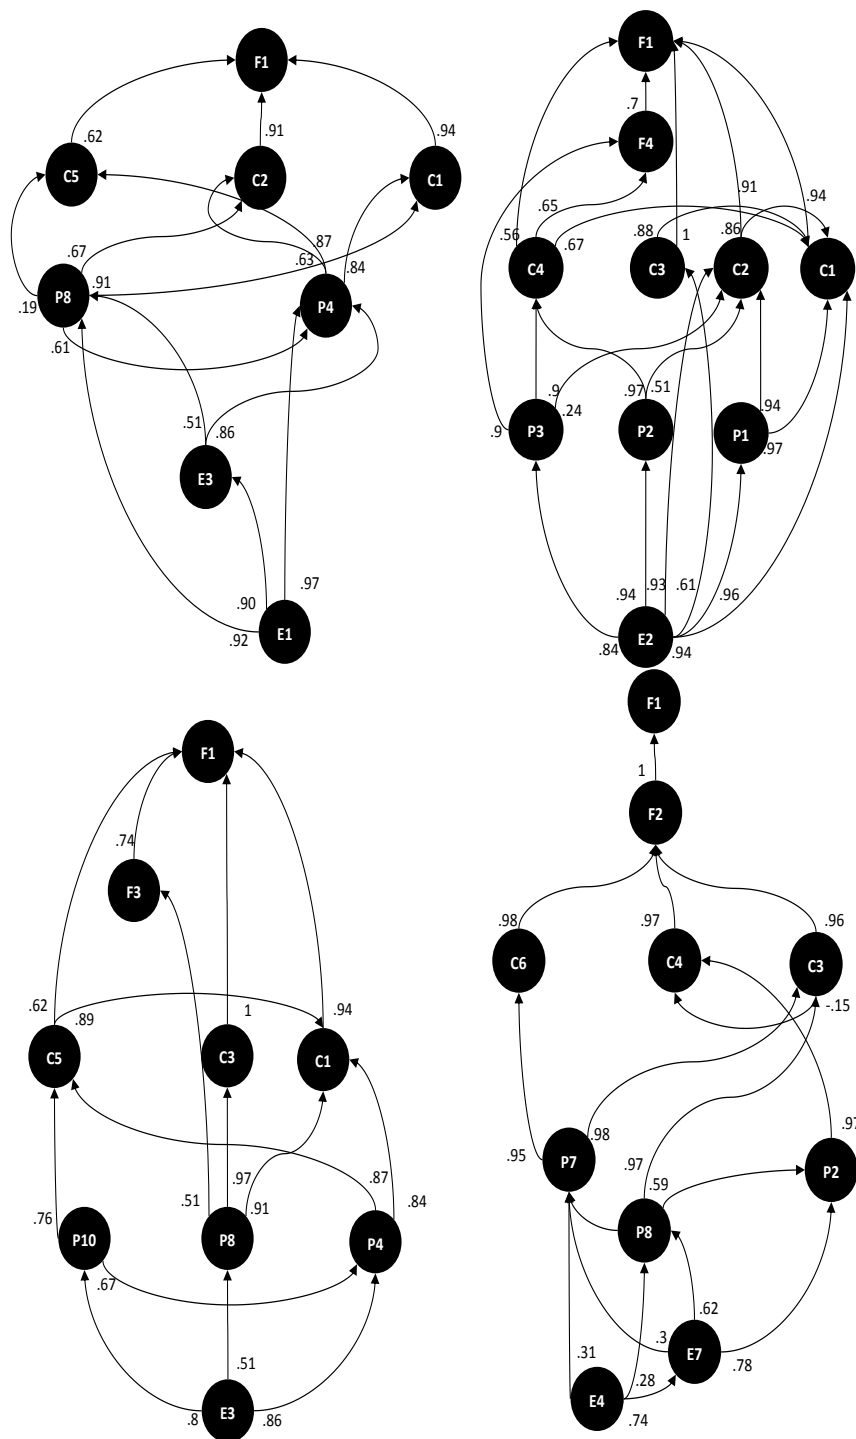 F1
.62
.91
.94
C5
C2
C1
.67
.63
.87
.84
.91
.19
P8
P4
.61
.51
.86
E3
.90
.97
.92
E1
F1
.7
F4
.65
.91
.94
.56
.67
.88
1
.86
C4
C3
C2
C1
.9
.24
.97
.51
.94
.9
P3
P2
P1
.97
.94
.93
.61
.96
.84
E2
.94
F1
.74
F3
.62
.89
1
.94
C5
C3
C1
.97
.87
.76
.51
.91
.84
P10
P8
P4
.67
.51
.8
E3
.86
F1
1
F2
.98
.97
.96
C6
C4
C3
-.15
.98
.97
.95
P7
.97
.59
P2
P8
.62
.31
.3
E7
.78
.28
E4
.74